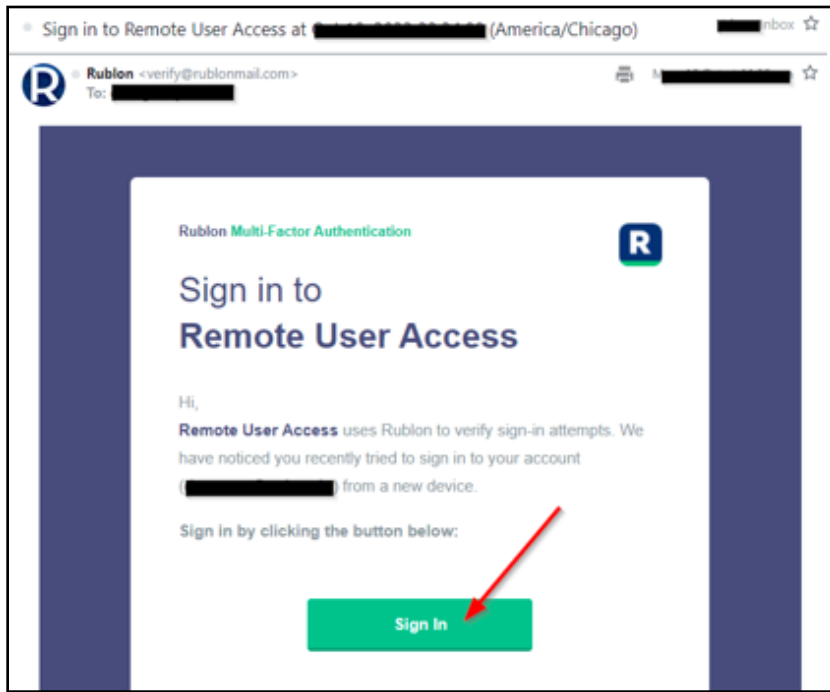 Sign in to Remote User Access at (America/Chicago)
nbox
Rublon <verify@rublonmail.com>
To:
R
Rublon Multi-Factor Authentication
R
Sign in to
Remote User Access
Hi,
Remote User Access uses Rublon to verify sign-in attempts. We
have noticed you recently tried to sign in to your account
( ) from a new device.
Sign in by clicking the button below:
Sign In